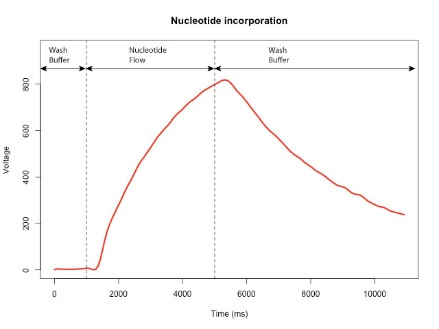 Nucleotide incorporation
Wash
Buffer
Nucleotide
Flow
Wash
Buffer
Voltage
800
600
400
200
0
0
2000
4000
6000
8000
10000
Time (ms)